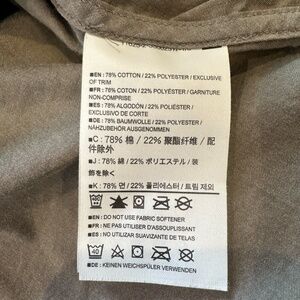 ■EN : 78% COTTON / 22% POLYESTER / EXCLUSIVE
OF TRIM
■FR : 78% COTON / 22% POLYESTER / GARNITURE
NON-COMPRISE
■ES : 78% ALGODÓN / 22% POLIÉSTER /
EXCLUSIVO DE CORTE
■DE : 78% BAUMWOLLE / 22% POLYESTER /
NÄHZUBEHÖR AUSGENOMMEN
■C : 78% 棉 / 22% 聚酯纤维 / 配
件除外
■J : 78% 綿 / 22% ポリエステル / 装
飾を除く
■K : 78% 면 / 22% 폴리에스터 / 트림 제외
■EN : DO NOT USE FABRIC SOFTENER
■FR : NE PAS UTILISER D'ASSOUPLISSANT
■ES : NO UTILIZAR SUAVIZANTE DE TELAS
40
■DE : KEINEN WEICHSPÜLER VERWENDEN